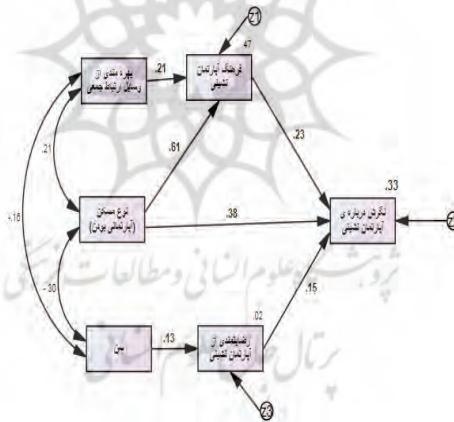 Z1
.47
بهره مندی از
وسایل ارتباط جمعی
.21
فرهنگ آپارتمان
نشینی
.21
.61
.23
-.16
نوع مسکن
(آپارتمانی بودن)
.38
.33
نگرش درباره ی
آپارتمان نشینی
-.30
پژوهشگاه علوم انسانی و مطالعات فرهنگی
.15
سن
.13
.02
رضایتمندی از
آپارتمان نشینی
پرتال جامع علوم انسانی
Z3